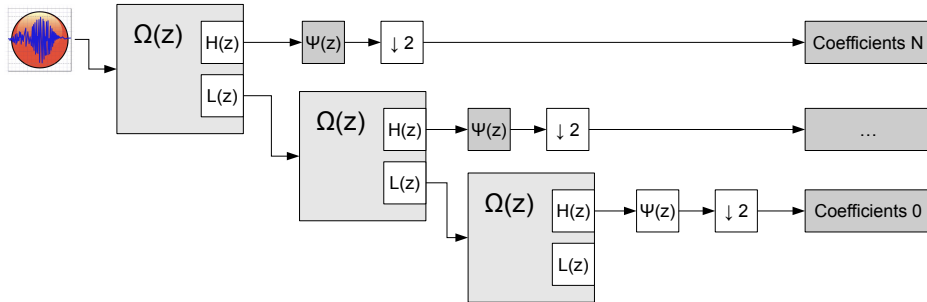 Ω(z)
H(z)
Ψ(z)
↓ 2
Coefficients N
L(z)
Ω(z)
H(z)
Ψ(z)
↓ 2
...
L(z)
Ω(z)
H(z)
Ψ(z)
↓ 2
Coefficients 0
L(z)